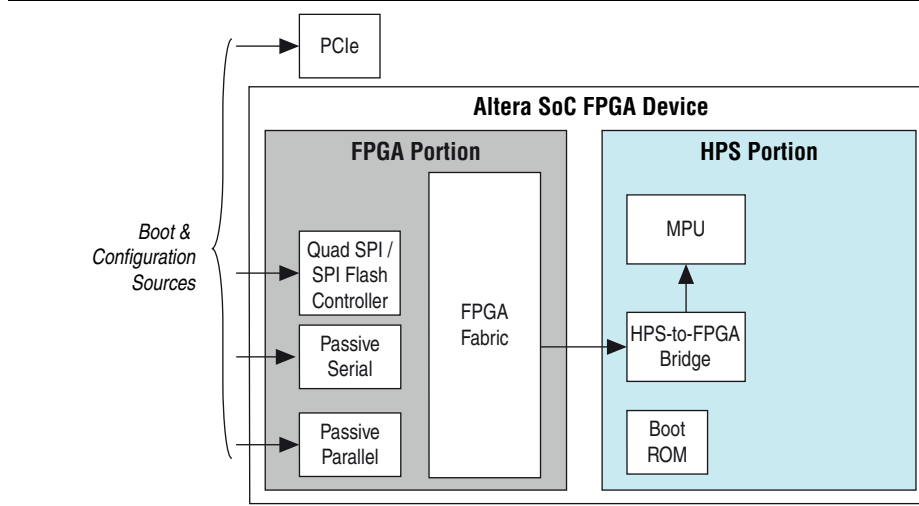 PCIe
Altera SoC FPGA Device
FPGA Portion
HPS Portion
Boot &
Configuration
Sources
Quad SPI /
SPI Flash
Controller
Passive
Serial
Passive
Parallel
FPGA
Fabric
MPU
HPS-to-FPGA
Bridge
Boot
ROM